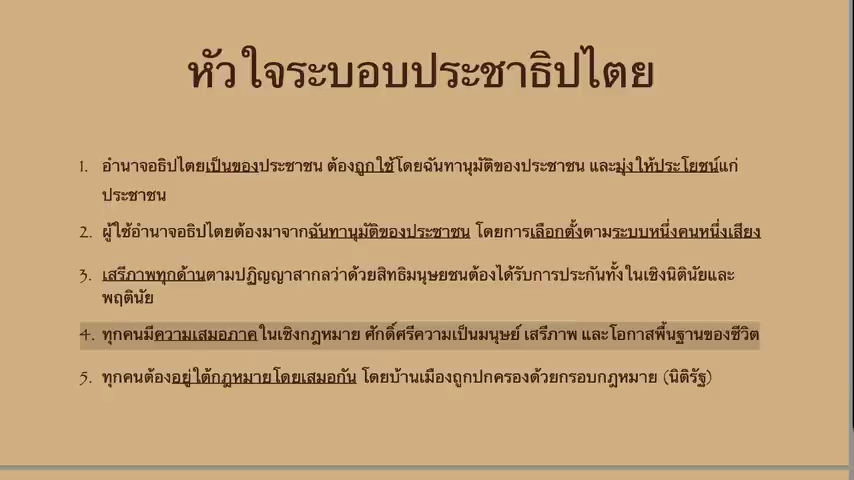 หัวใจระบอบประชาธิปไตย
1. อำนาจอธิปไตยเป็นของประชาชน ต้องถูกใช้โดยฉันทานุมัติของประชาชน และมุ่งให้ประโยชน์แก่
ประชาชน
2. ผู้ใช้อำนาจอธิปไตยต้องมาจากฉันทานุมัติของประชาชน โดยการเลือกตั้งตามระบบหนึ่งคนหนึ่งเสียง
3. เสรีภาพทุกด้านตามปฏิญญาสากลว่าด้วยสิทธิมนุษยชนต้องได้รับการประกันทั้งในเชิงนิตินัยและ
พฤตินัย
4. ทุกคนมีความเสมอภาคในเชิงกฎหมาย ศักดิ์ศรีความเป็นมนุษย์ เสรีภาพ และโอกาสพื้นฐานของชีวิต
5. ทุกคนต้องอยู่ใต้กฎหมายโดยเสมอกัน โดยบ้านเมืองถูกปกครองด้วยกรอบกฎหมาย (นิติรัฐ)